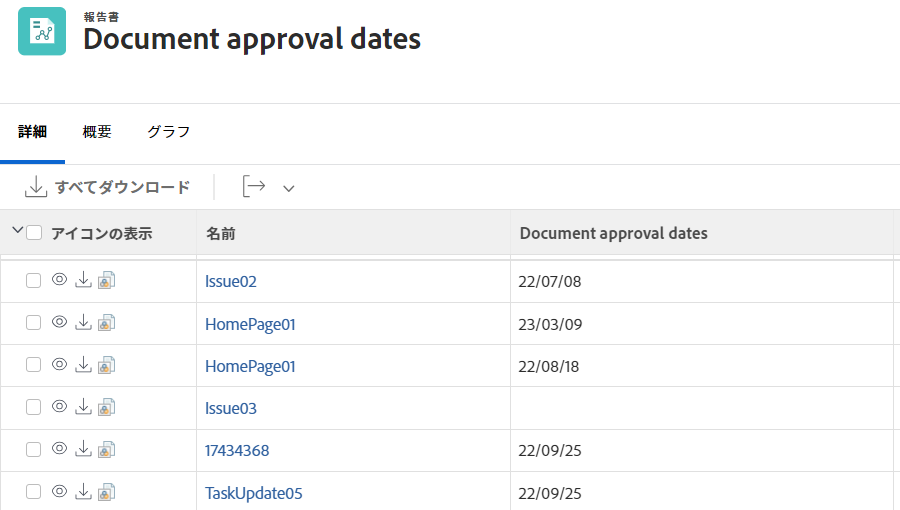 報告書
Document approval dates
詳細 概要 グラフ
すべてダウンロード
アイコンの表示 名前 Document approval dates
Issue02 22/07/08
HomePage01 23/03/09
HomePage01 22/08/18
Issue03
17434368 22/09/25
TaskUpdate05 22/09/25